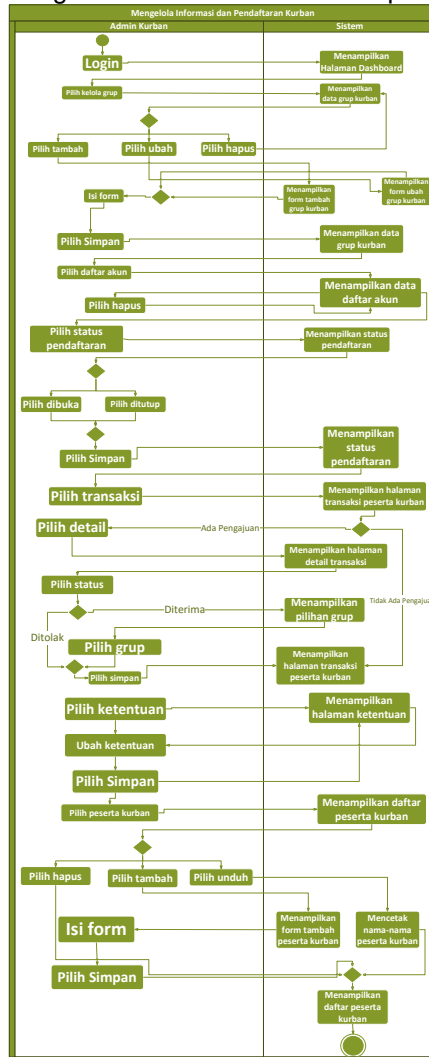 Mengelola Informasi dan Pendaftaran Kurban
Admin Kurban
Sistem
Login
Menampilkan
Halaman Dashboard
Pilih kelola grup
Menampilkan
data grup kurban
Pilih tambah
Pilih ubah
Pilih hapus
Isi form
Menampilkan
form tambah
grup kurban
Menampilkan
form ubah
grup kurban
Pilih Simpan
Menampilkan data
grup kurban
Pilih daftar akun
Menampilkan data
daftar akun
Pilih hapus
Pilih status
pendaftaran
Menampilkan status
pendaftaran
Pilih dibuka
Pilih ditutup
Pilih Simpan
Menampilkan
status
pendaftaran
Pilih transaksi
Menampilkan halaman
transaksi peserta kurban
Pilih detail
Ada Pengajuan
Menampilkan halaman
detail transaksi
Pilih status
Tidak Ada Pengajua
Diterima
Menampilkan
pilihan grup
Ditolak
Pilih grup
Pilih simpan
Menampilkan
halaman transaksi
peserta kurban
Pilih ketentuan
Menampilkan
halaman ketentuan
Ubah ketentuan
Pilih Simpan
Pilih peserta kurban
Menampilkan daftar
peserta kurban
Pilih hapus
Pilih tambah
Pilih unduh
Isi form
Menampilkan
form tambah
peserta kurban
Mencetak
nama-nama
peserta kurban
Pilih Simpan
Menampilkan
daftar peserta
kurban